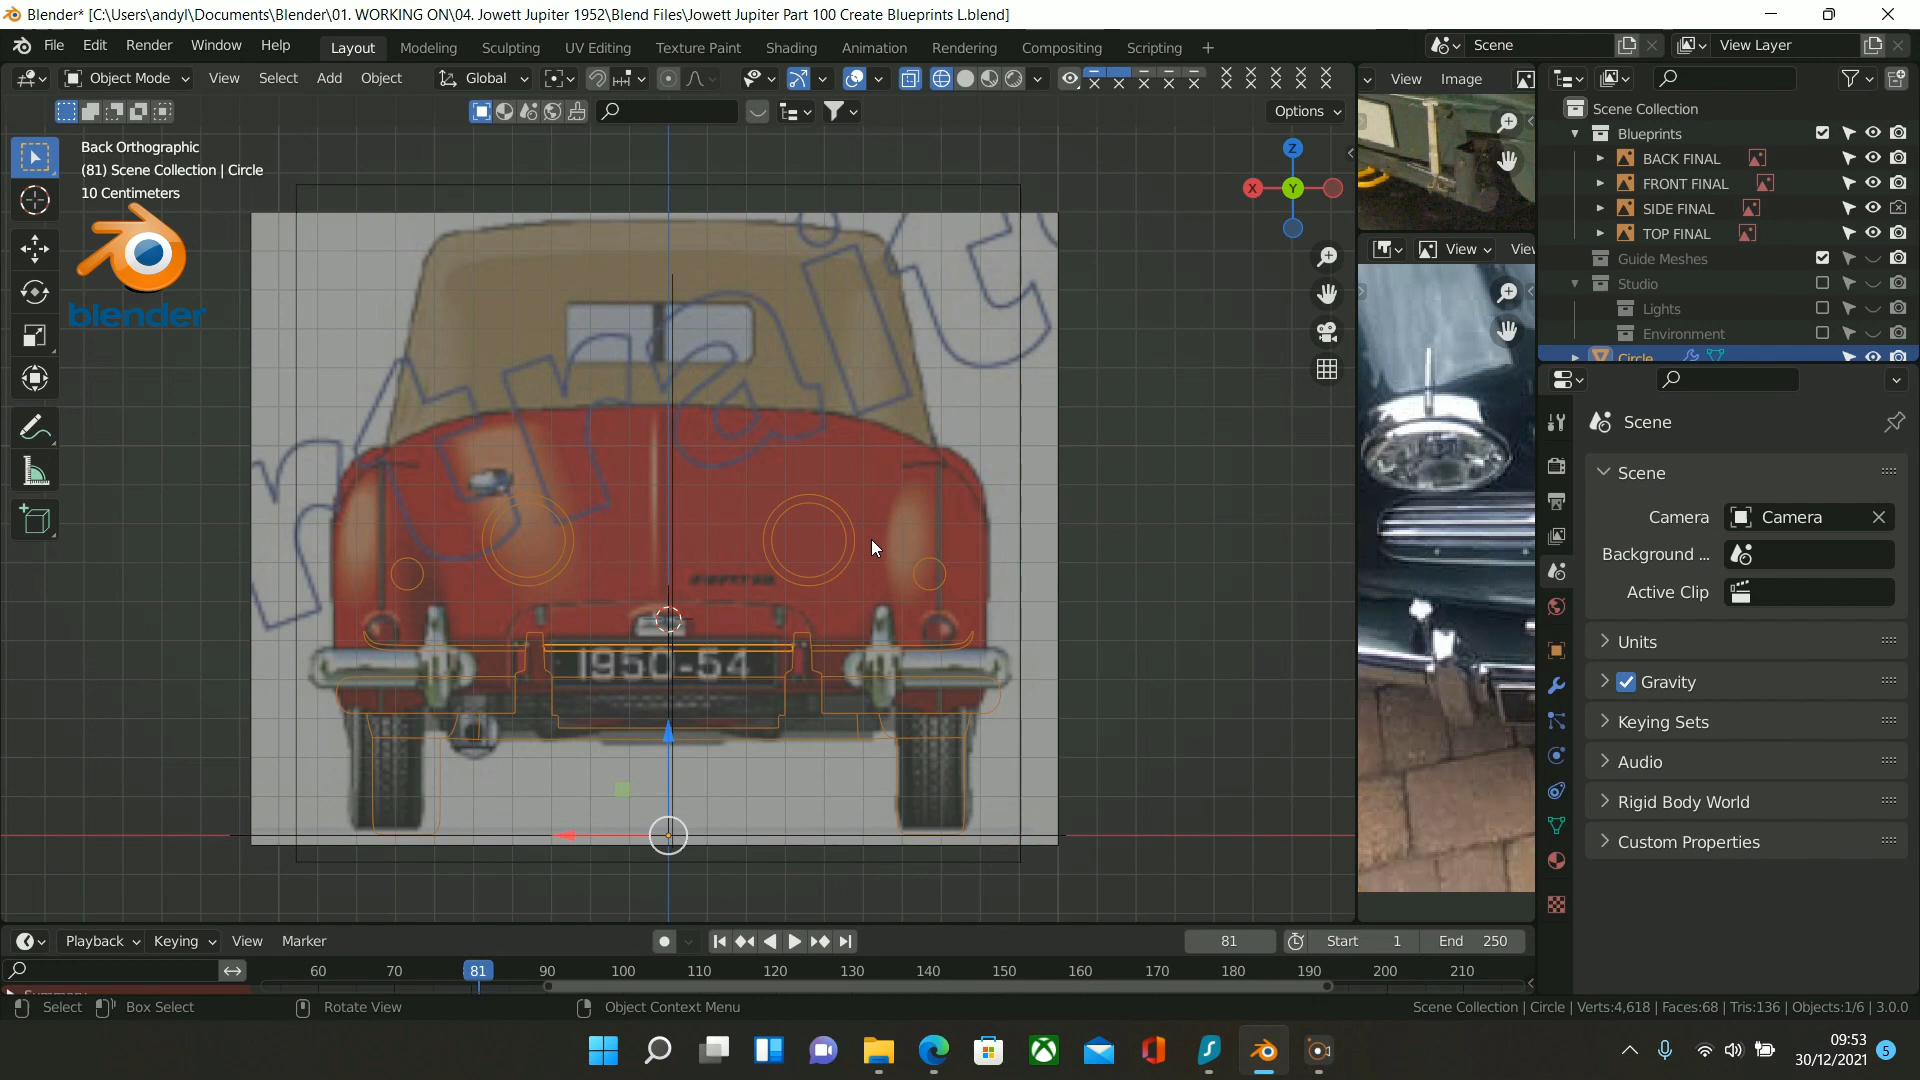 Blender* [C:\Users\andyl\Documents\Blender\01. WORKING ON\04. Jowett Jupiter 1952\Blend Files\Jowett Jupiter Part 100 Create Blueprints L.blend]
File Edit Render Window Help Layout Modeling Sculpting UV Editing Texture Paint Shading Animation Rendering Compositing Scripting + Scene View Layer
Object Mode View Select Add Object Global View Image
Options
Scene Collection
Blueprints
BACK FINAL
FRONT FINAL
SIDE FINAL
TOP FINAL
Guide Meshes
Studio
Lights
Environment
Circle
Back Orthographic
(81) Scene Collection | Circle
10 Centimeters
blender
Z
X Y
View
1950-54
Scene
Scene
Camera Camera
Background ...
Active Clip
Units
Gravity
Keying Sets
Audio
Rigid Body World
Custom Properties
Playback Keying View Marker 81 Start 1 End 250
60 70 81 90 100 110 120 130 140 150 160 170 180 190 200 210
Select Box Select Rotate View Object Context Menu Scene Collection | Circle | Verts:4,618 | Faces:68 | Tris:136 | Objects:1/6 | 3.0.0
09:53
30/12/2021 5